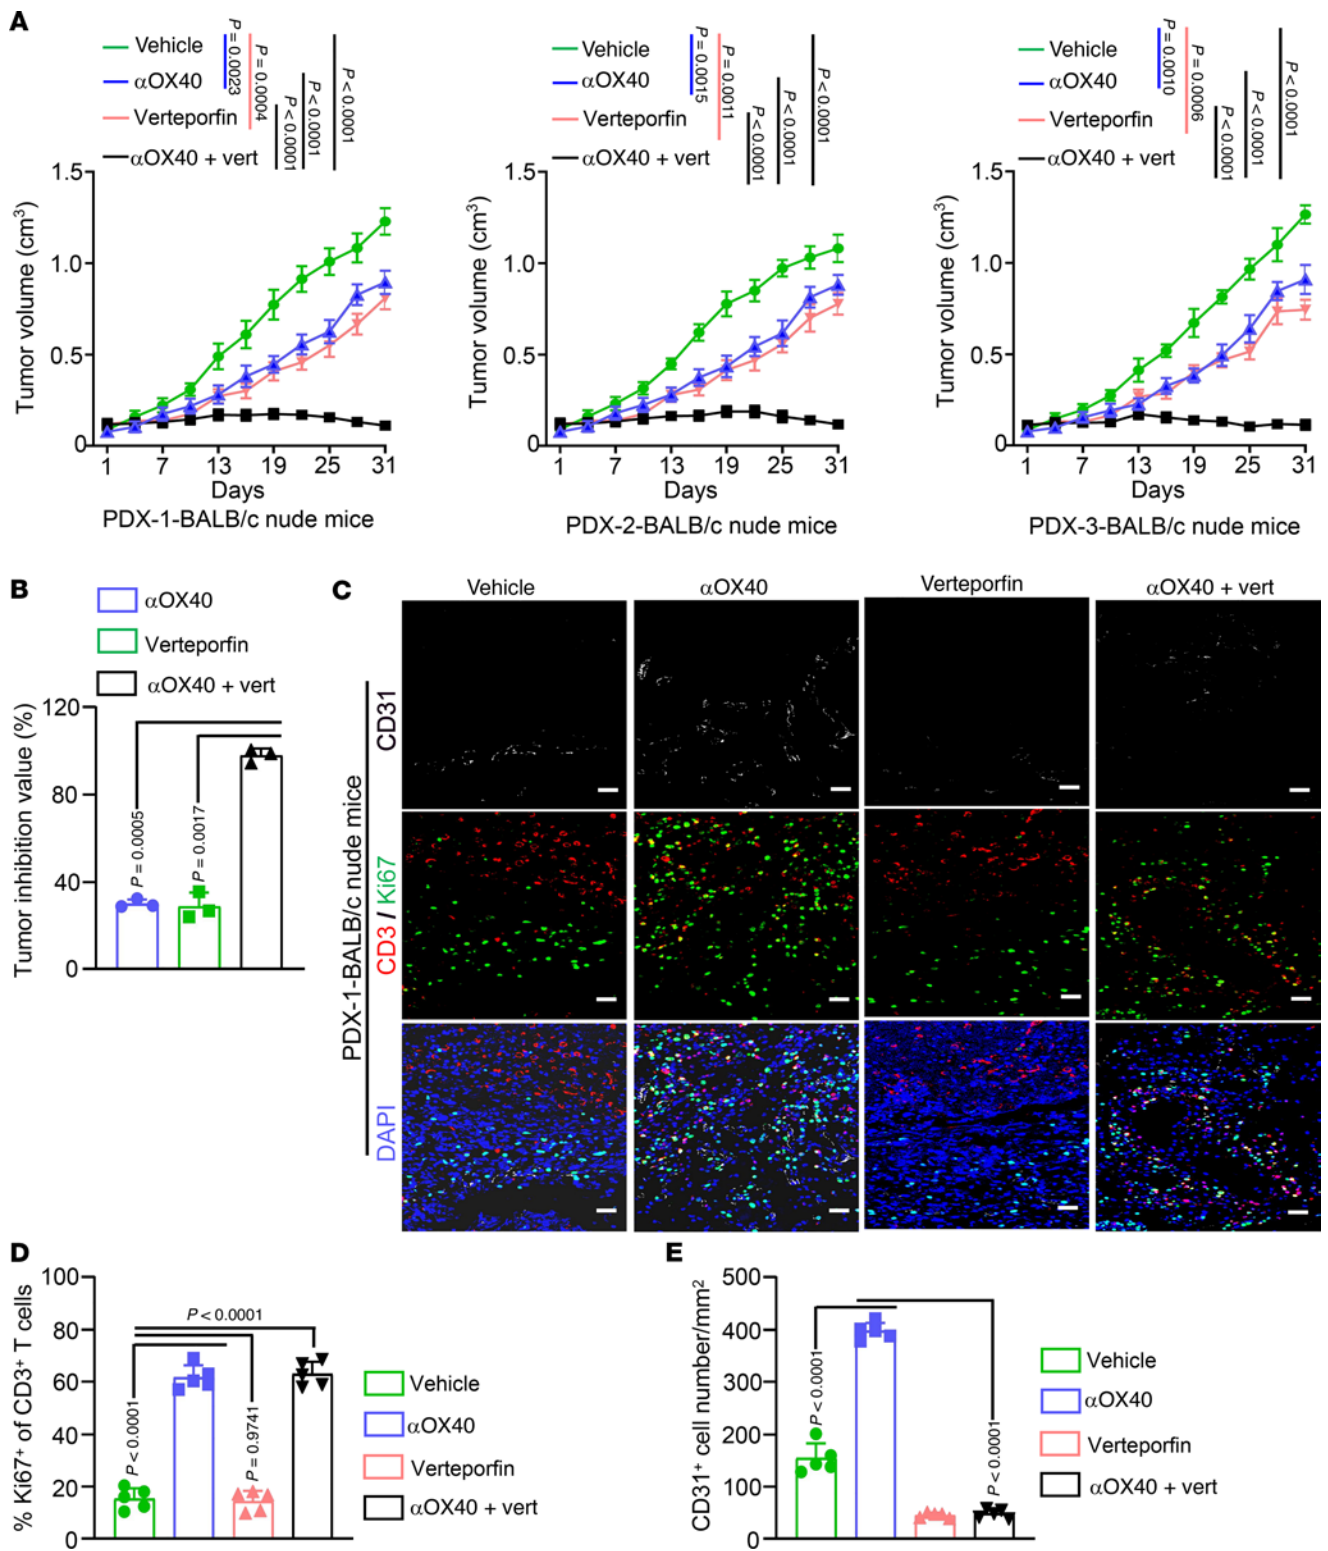 A
Vehicle
αOX40
Verteporfin
αOX40 + vert
P = 0.0023
P = 0.0004
P < 0.0001
P < 0.0001
P < 0.0001
Tumor volume (cm³)
1.5
1.0
0.5
0
1 7 13 19 25 31
Days
PDX-1-BALB/c nude mice
Vehicle
αOX40
Verteporfin
αOX40 + vert
P = 0.0015
P = 0.0011
P < 0.0001
P < 0.0001
P < 0.0001
Tumor volume (cm³)
1.5
1.0
0.5
0
1 7 13 19 25 31
Days
PDX-2-BALB/c nude mice
Vehicle
αOX40
Verteporfin
αOX40 + vert
P = 0.0010
P = 0.0006
P < 0.0001
P < 0.0001
P < 0.0001
Tumor volume (cm³)
1.5
1.0
0.5
0
1 7 13 19 25 31
Days
PDX-3-BALB/c nude mice
B
αOX40
Verteporfin
αOX40 + vert
Tumor inhibition value (%)
120
80
40
0
P = 0.0005
P = 0.0017
C
Vehicle αOX40 Verteporfin αOX40 + vert
PDX-1-BALB/c nude mice
CD31
CD3 / Ki67
DAPI
D
% Ki67⁺ of CD3⁺ T cells
100
80
60
40
20
0
P < 0.0001
P < 0.0001
P = 0.9741
Vehicle
αOX40
Verteporfin
αOX40 + vert
E
CD31⁺ cell number/mm²
500
400
300
200
100
0
P < 0.0001
P < 0.0001
Vehicle
αOX40
Verteporfin
αOX40 + vert